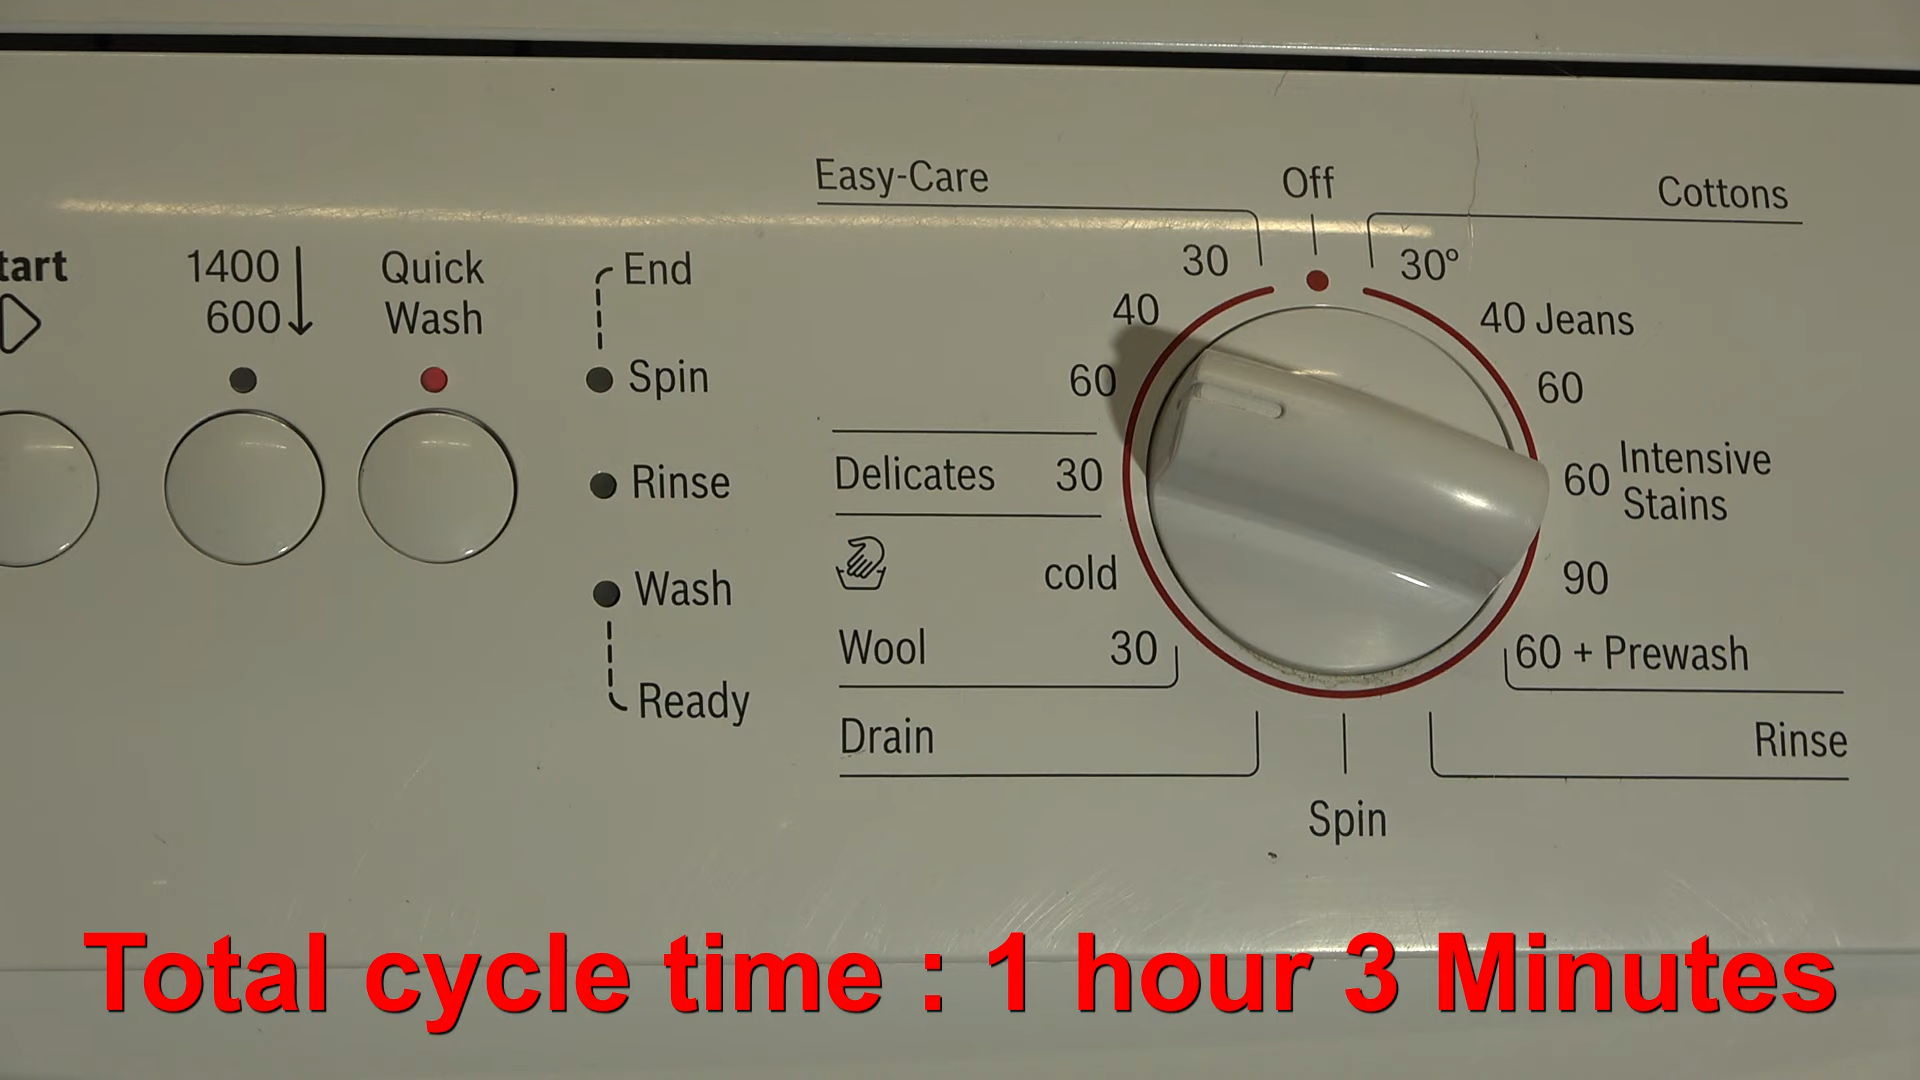 tart
1400
600
Quick
Wash
End
Spin
Rinse
Wash
Ready
Easy-Care
Off
Cottons
30
40
60
Delicates 30
cold
Wool 30
Drain
30°
40 Jeans
60
60 Intensive
Stains
90
60 + Prewash
Rinse
Spin
Total cycle time : 1 hour 3 Minutes